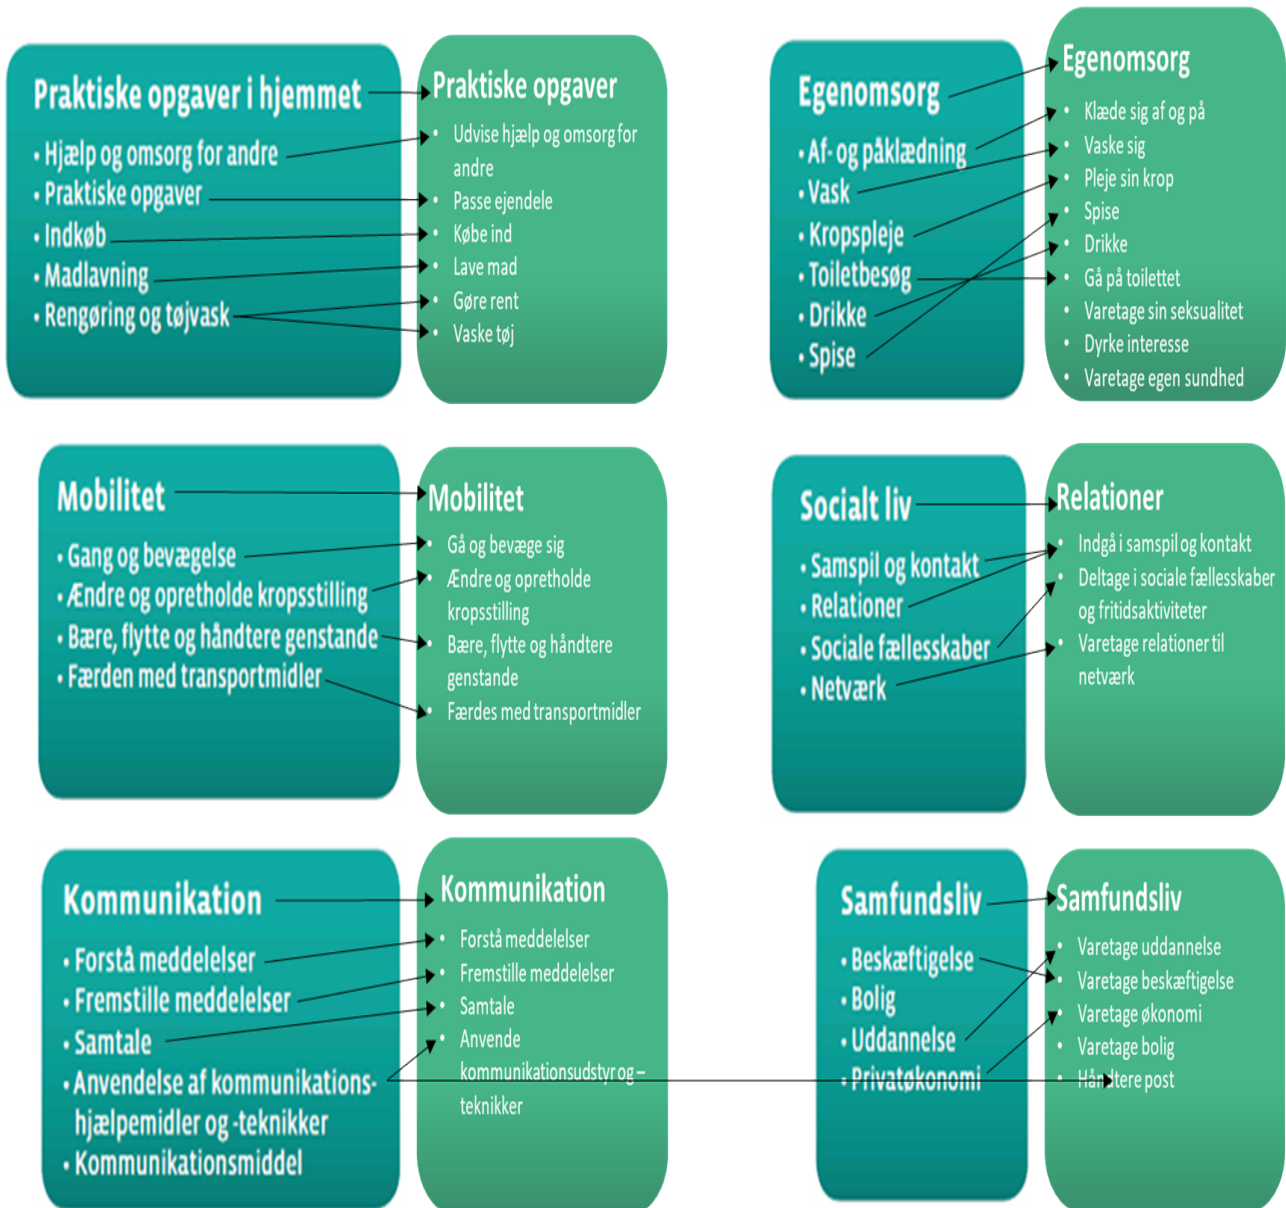 Praktiske opgaver i hjemmet
• Hjælp og omsorg for andre
• Praktiske opgaver
• Indkøb
• Madlavning
• Rengøring og tøjvask
Praktiske opgaver
• Udvise hjælp og omsorg for
andre
• Passe ejendele
• Købe ind
• Lave mad
• Gøre rent
• Vaske tøj
Egenomsorg
• Af- og påklædning
• Vask
• Kropspleje
• Toiletbesøg
• Drikke
• Spise
Egenomsorg
• Klæde sig af og på
• Vaske sig
• Pleje sin krop
• Spise
• Drikke
• Gå på toilettet
• Varetage sin seksualitet
• Dyrke interesse
• Varetage egen sundhed
Mobilitet
• Gang og bevægelse
• Ændre og opretholde kropsstilling
• Bære, flytte og håndtere genstande
• Færden med transportmidler
Mobilitet
• Gå og bevæge sig
• Ændre og opretholde
kropsstilling
• Bære, flytte og håndtere
genstande
• Færdes med transportmidler
Socialt liv
• Samspil og kontakt
• Relationer
• Sociale fællesskaber
• Netværk
Relationer
• Indgå i samspil og kontakt
• Deltage i sociale fællesskaber
og fritidsaktiviteter
• Varetage relationer til
netværk
Kommunikation
• Forstå meddelelser
• Fremstille meddelelser
• Samtale
• Anvendelse af kommunikations-
hjælpemidler og -teknikker
• Kommunikationsmiddel
Kommunikation
• Forstå meddelelser
• Fremstille meddelelser
• Samtale
• Anvende
kommunikationsudstyr og –
teknikker
Samfundsliv
• Beskæftigelse
• Bolig
• Uddannelse
• Privatøkonomi
Samfundsliv
• Varetage uddannelse
• Varetage beskæftigelse
• Varetage økonomi
• Varetage bolig
• Håndtere post